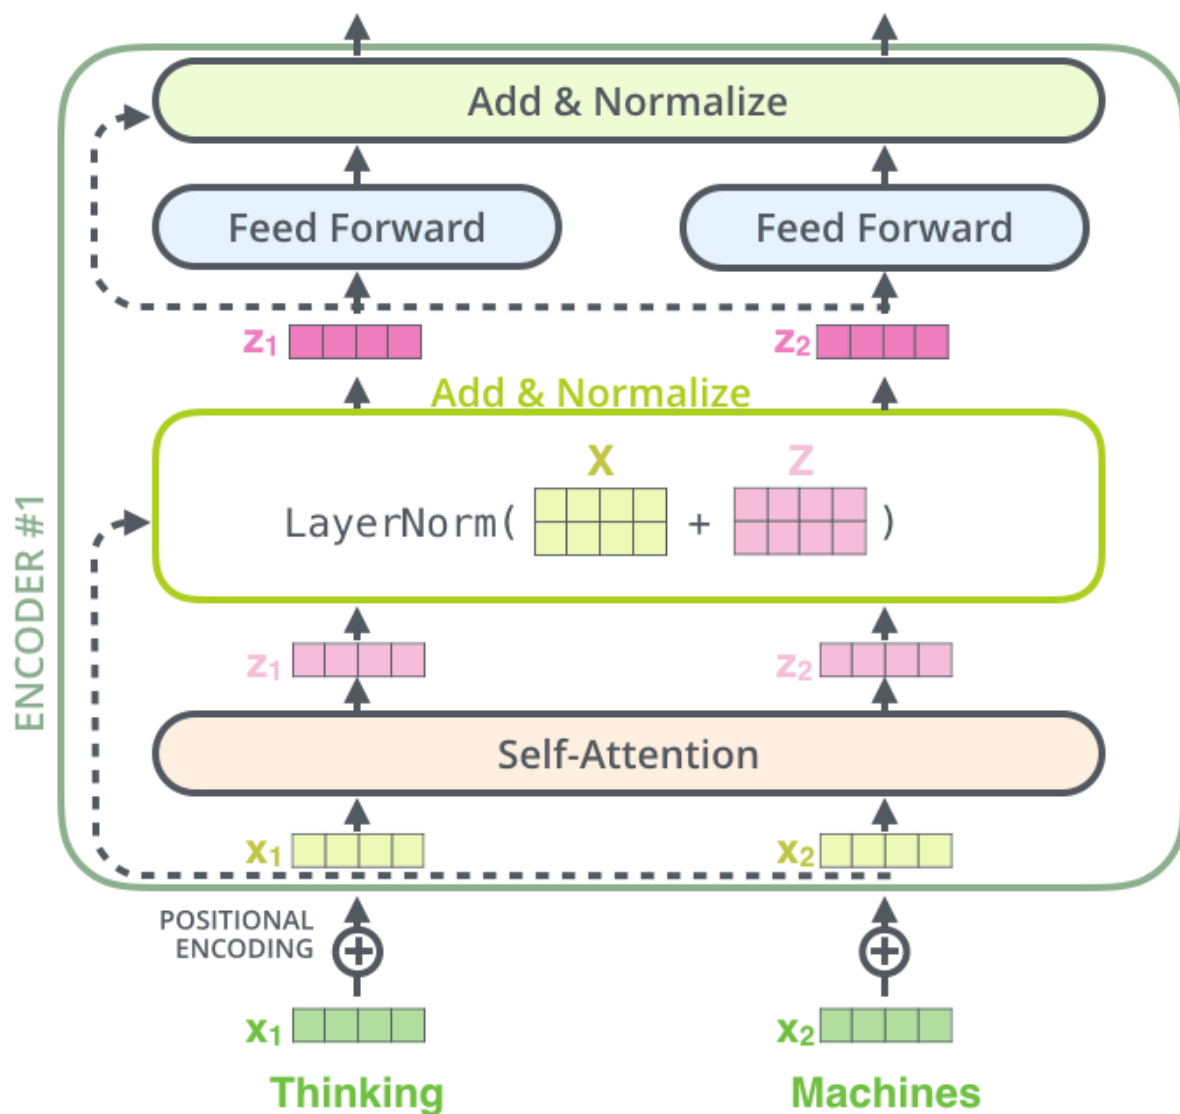 Add & Normalize
Feed Forward
Feed Forward
z₁
z₂
Add & Normalize
X
Z
LayerNorm( + )
ENCODER #1
z₁
z₂
Self-Attention
x₁
x₂
POSITIONAL
ENCODING
x₁
x₂
Thinking
Machines